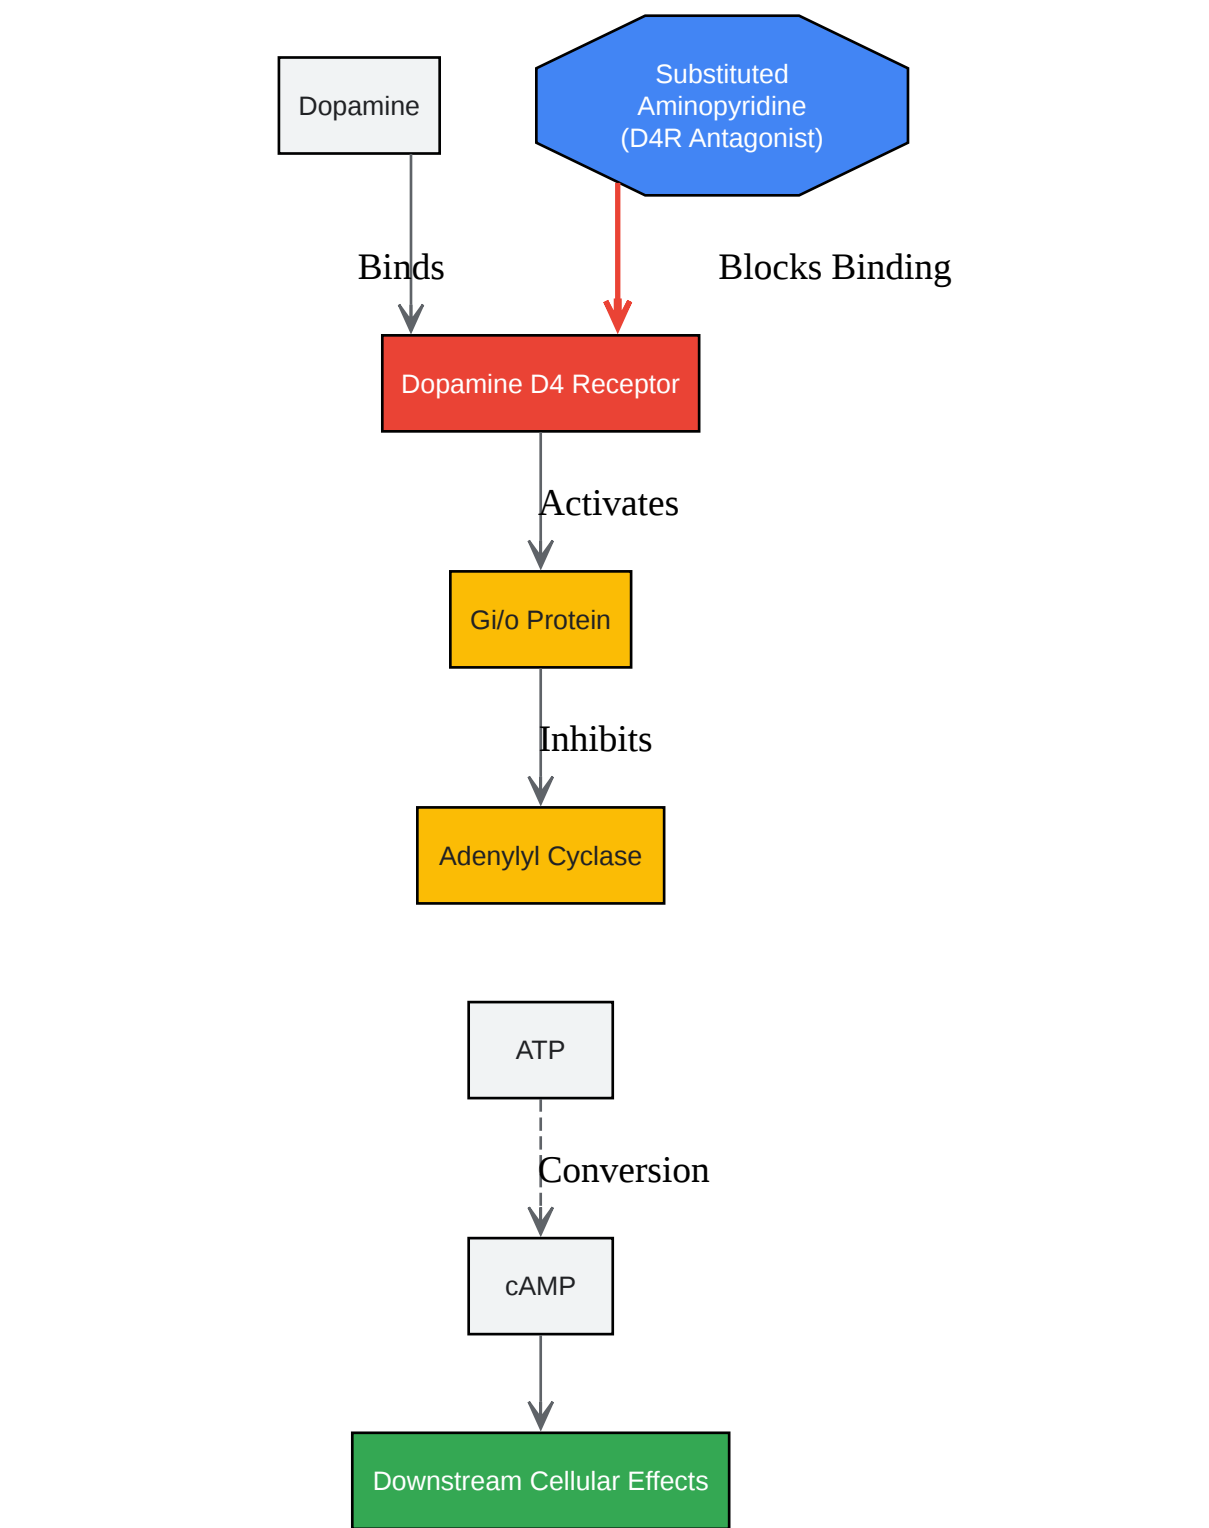 Dopamine
Substituted
Aminopyridine
(D4R Antagonist)
Binds
Blocks Binding
Dopamine D4 Receptor
Activates
Gi/o Protein
Inhibits
Adenylyl Cyclase
ATP
Conversion
cAMP
Downstream Cellular Effects